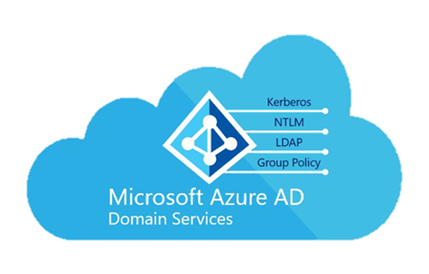 Kerberos
NTLM
LDAP
Group Policy
Microsoft Azure AD
Domain Services